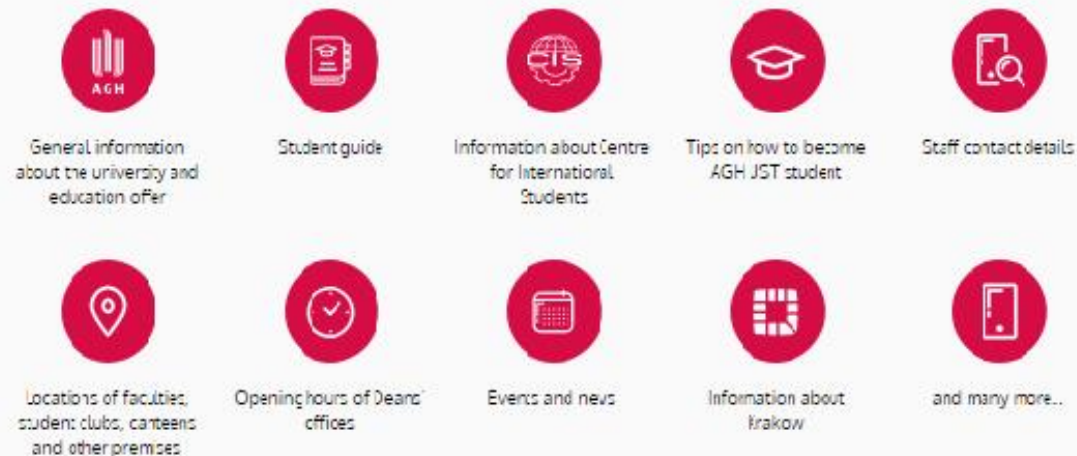 AGH
CIS
General information
about the university and
education offer
Student guide
Information about Centre
for International
Students
Tips on how to become
AGH UST student
Staff contact details
Locations of faculties,
student clubs, canteens
and other premises
Opening hours of Deans'
offices
Events and news
Information about
Krakow
and many more...